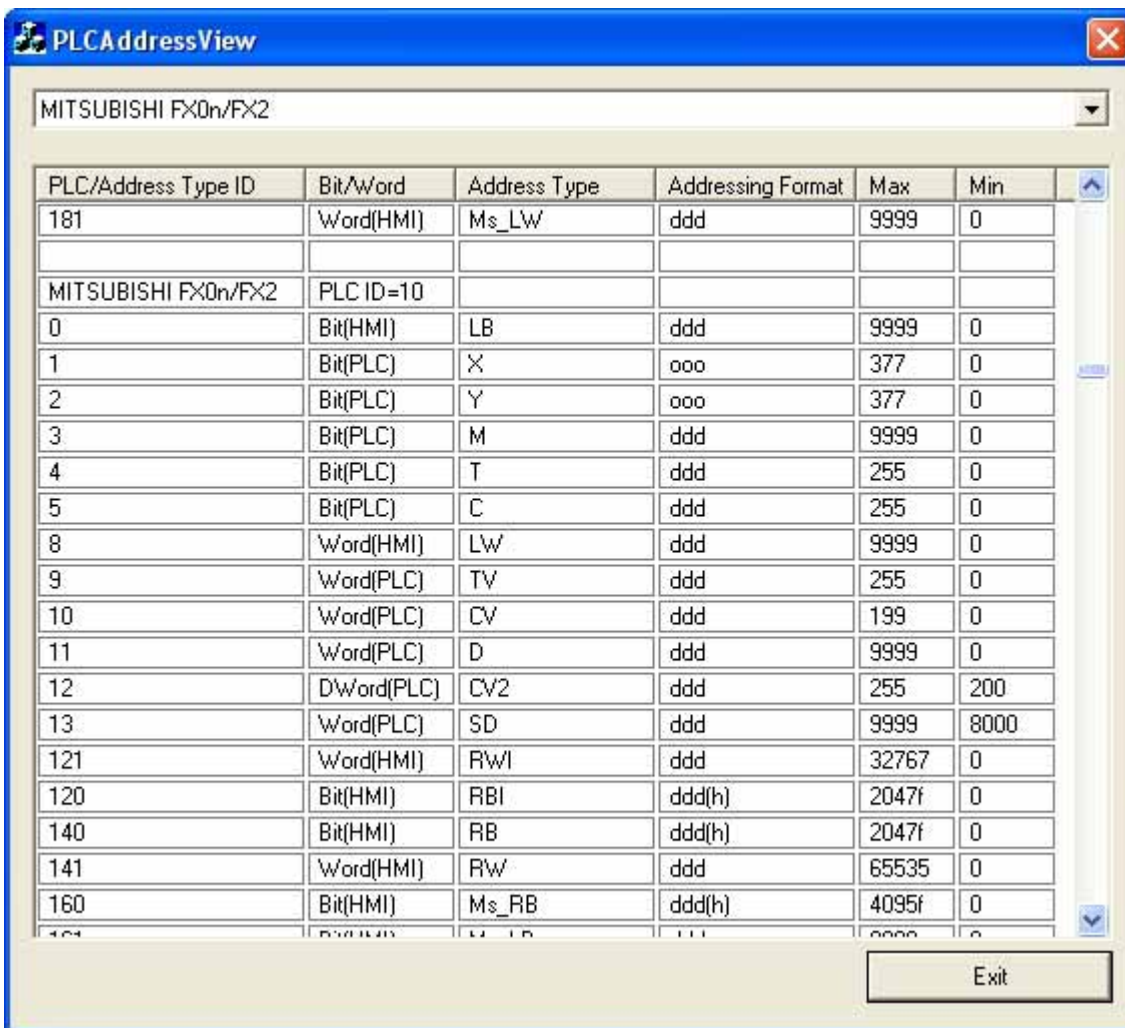 PLCAddressView
MITSUBISHI FX0n/FX2
PLC/Address Type ID Bit/Word Address Type Addressing Format Max Min
181 Word(HMI) Ms_LW ddd 9999 0
MITSUBISHI FX0n/FX2 PLC ID=10
0 Bit(HMI) LB ddd 9999 0
1 Bit(PLC) X ooo 377 0
2 Bit(PLC) Y ooo 377 0
3 Bit(PLC) M ddd 9999 0
4 Bit(PLC) T ddd 255 0
5 Bit(PLC) C ddd 255 0
8 Word(HMI) LW ddd 9999 0
9 Word(PLC) TV ddd 255 0
10 Word(PLC) CV ddd 199 0
11 Word(PLC) D ddd 9999 0
12 DWord(PLC) CV2 ddd 255 200
13 Word(PLC) SD ddd 9999 8000
121 Word(HMI) RWI ddd 32767 0
120 Bit(HMI) RBI ddd(h) 2047f 0
140 Bit(HMI) RB ddd(h) 2047f 0
141 Word(HMI) RW ddd 65535 0
160 Bit(HMI) Ms_RB ddd(h) 4095f 0
Exit